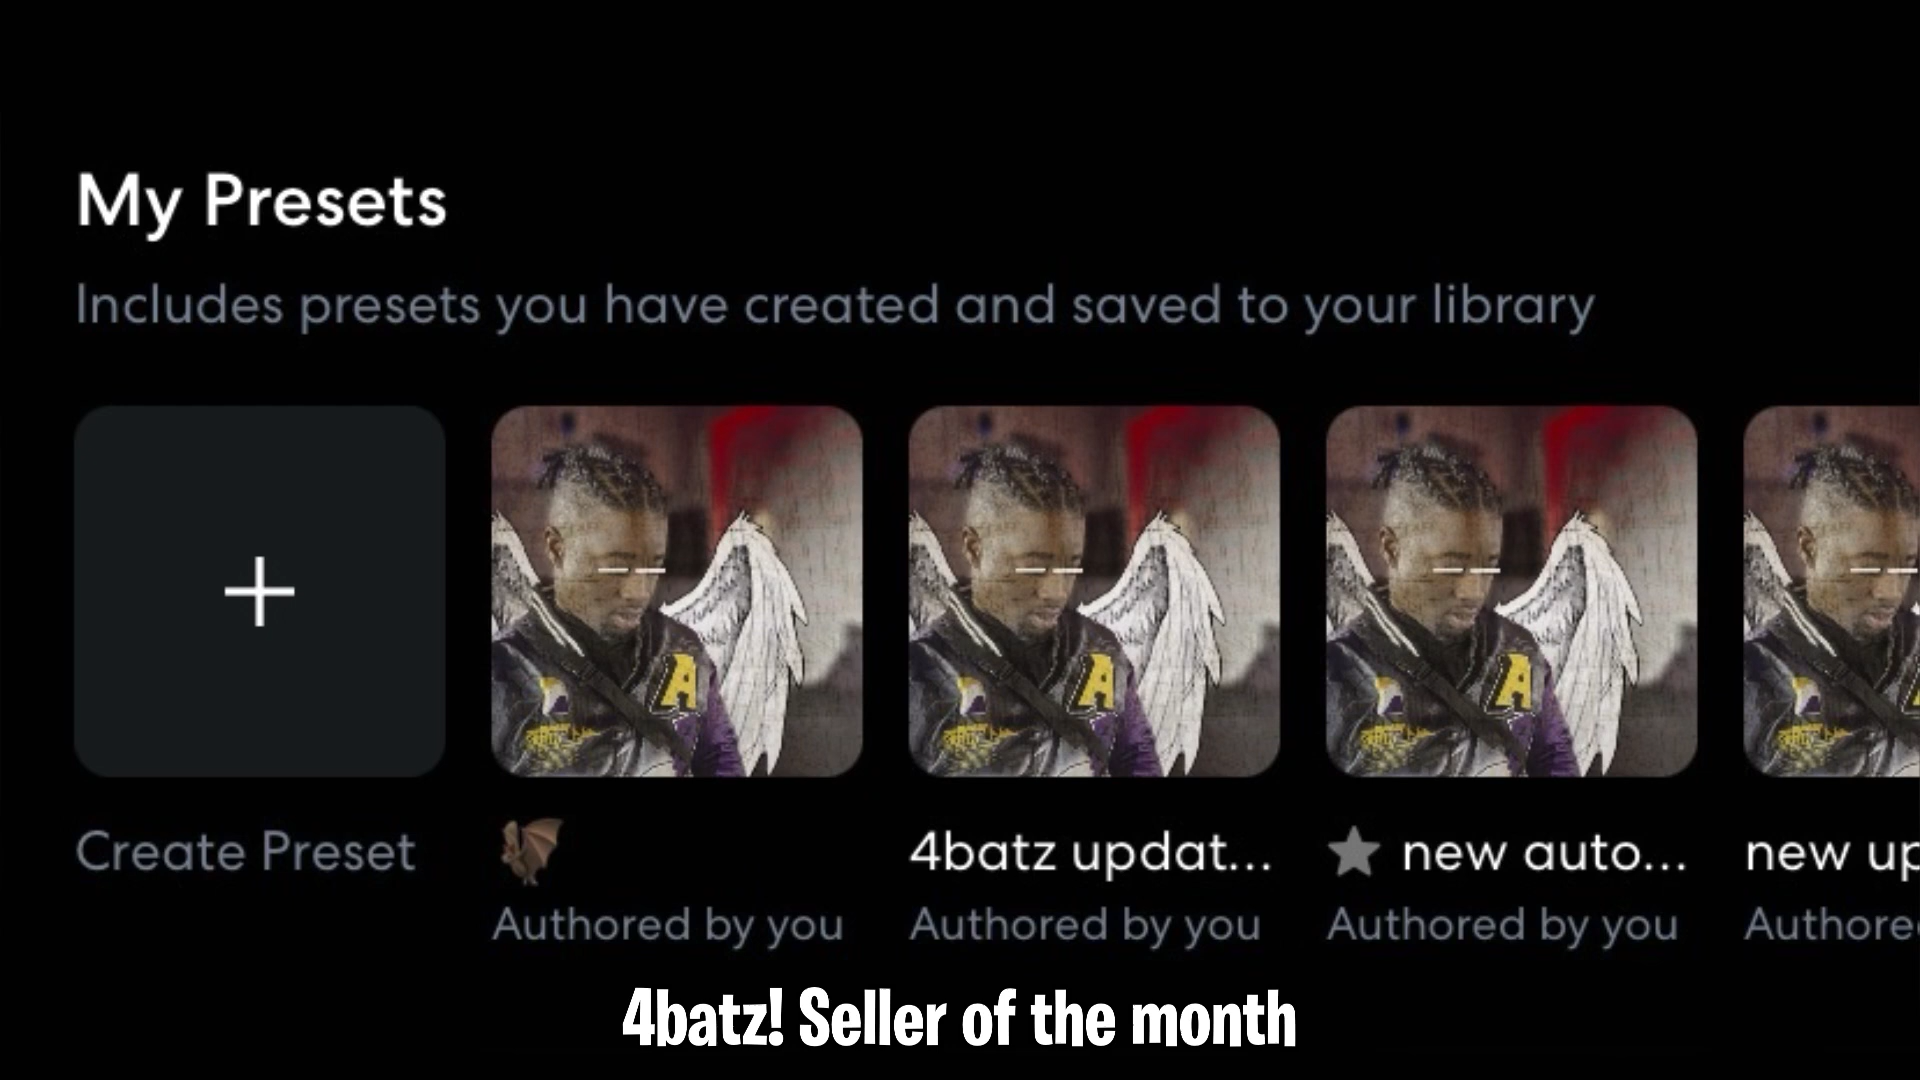 My Presets
Includes presets you have created and saved to your library
Create Preset
4batz updat...
new auto...
new up
Authored by you
Authored by you
Authored by you
Authore
4batz! Seller of the month